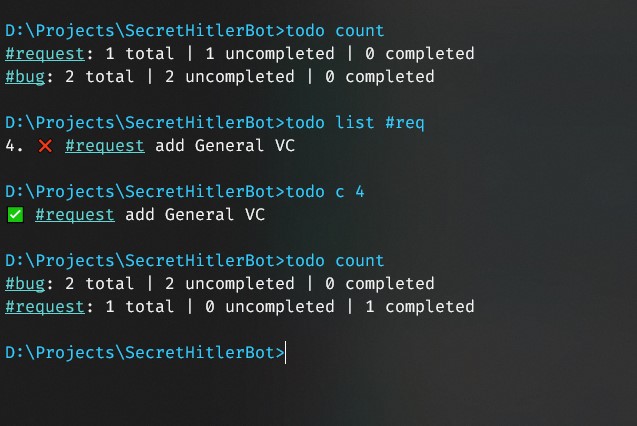 D:\Projects\SecretHitlerBot>todo count
#request: 1 total | 1 uncompleted | 0 completed
#bug: 2 total | 2 uncompleted | 0 completed
D:\Projects\SecretHitlerBot>todo list #req
4. ❌ #request add General VC
D:\Projects\SecretHitlerBot>todo c 4
✅ #request add General VC
D:\Projects\SecretHitlerBot>todo count
#bug: 2 total | 2 uncompleted | 0 completed
#request: 1 total | 0 uncompleted | 1 completed
D:\Projects\SecretHitlerBot>